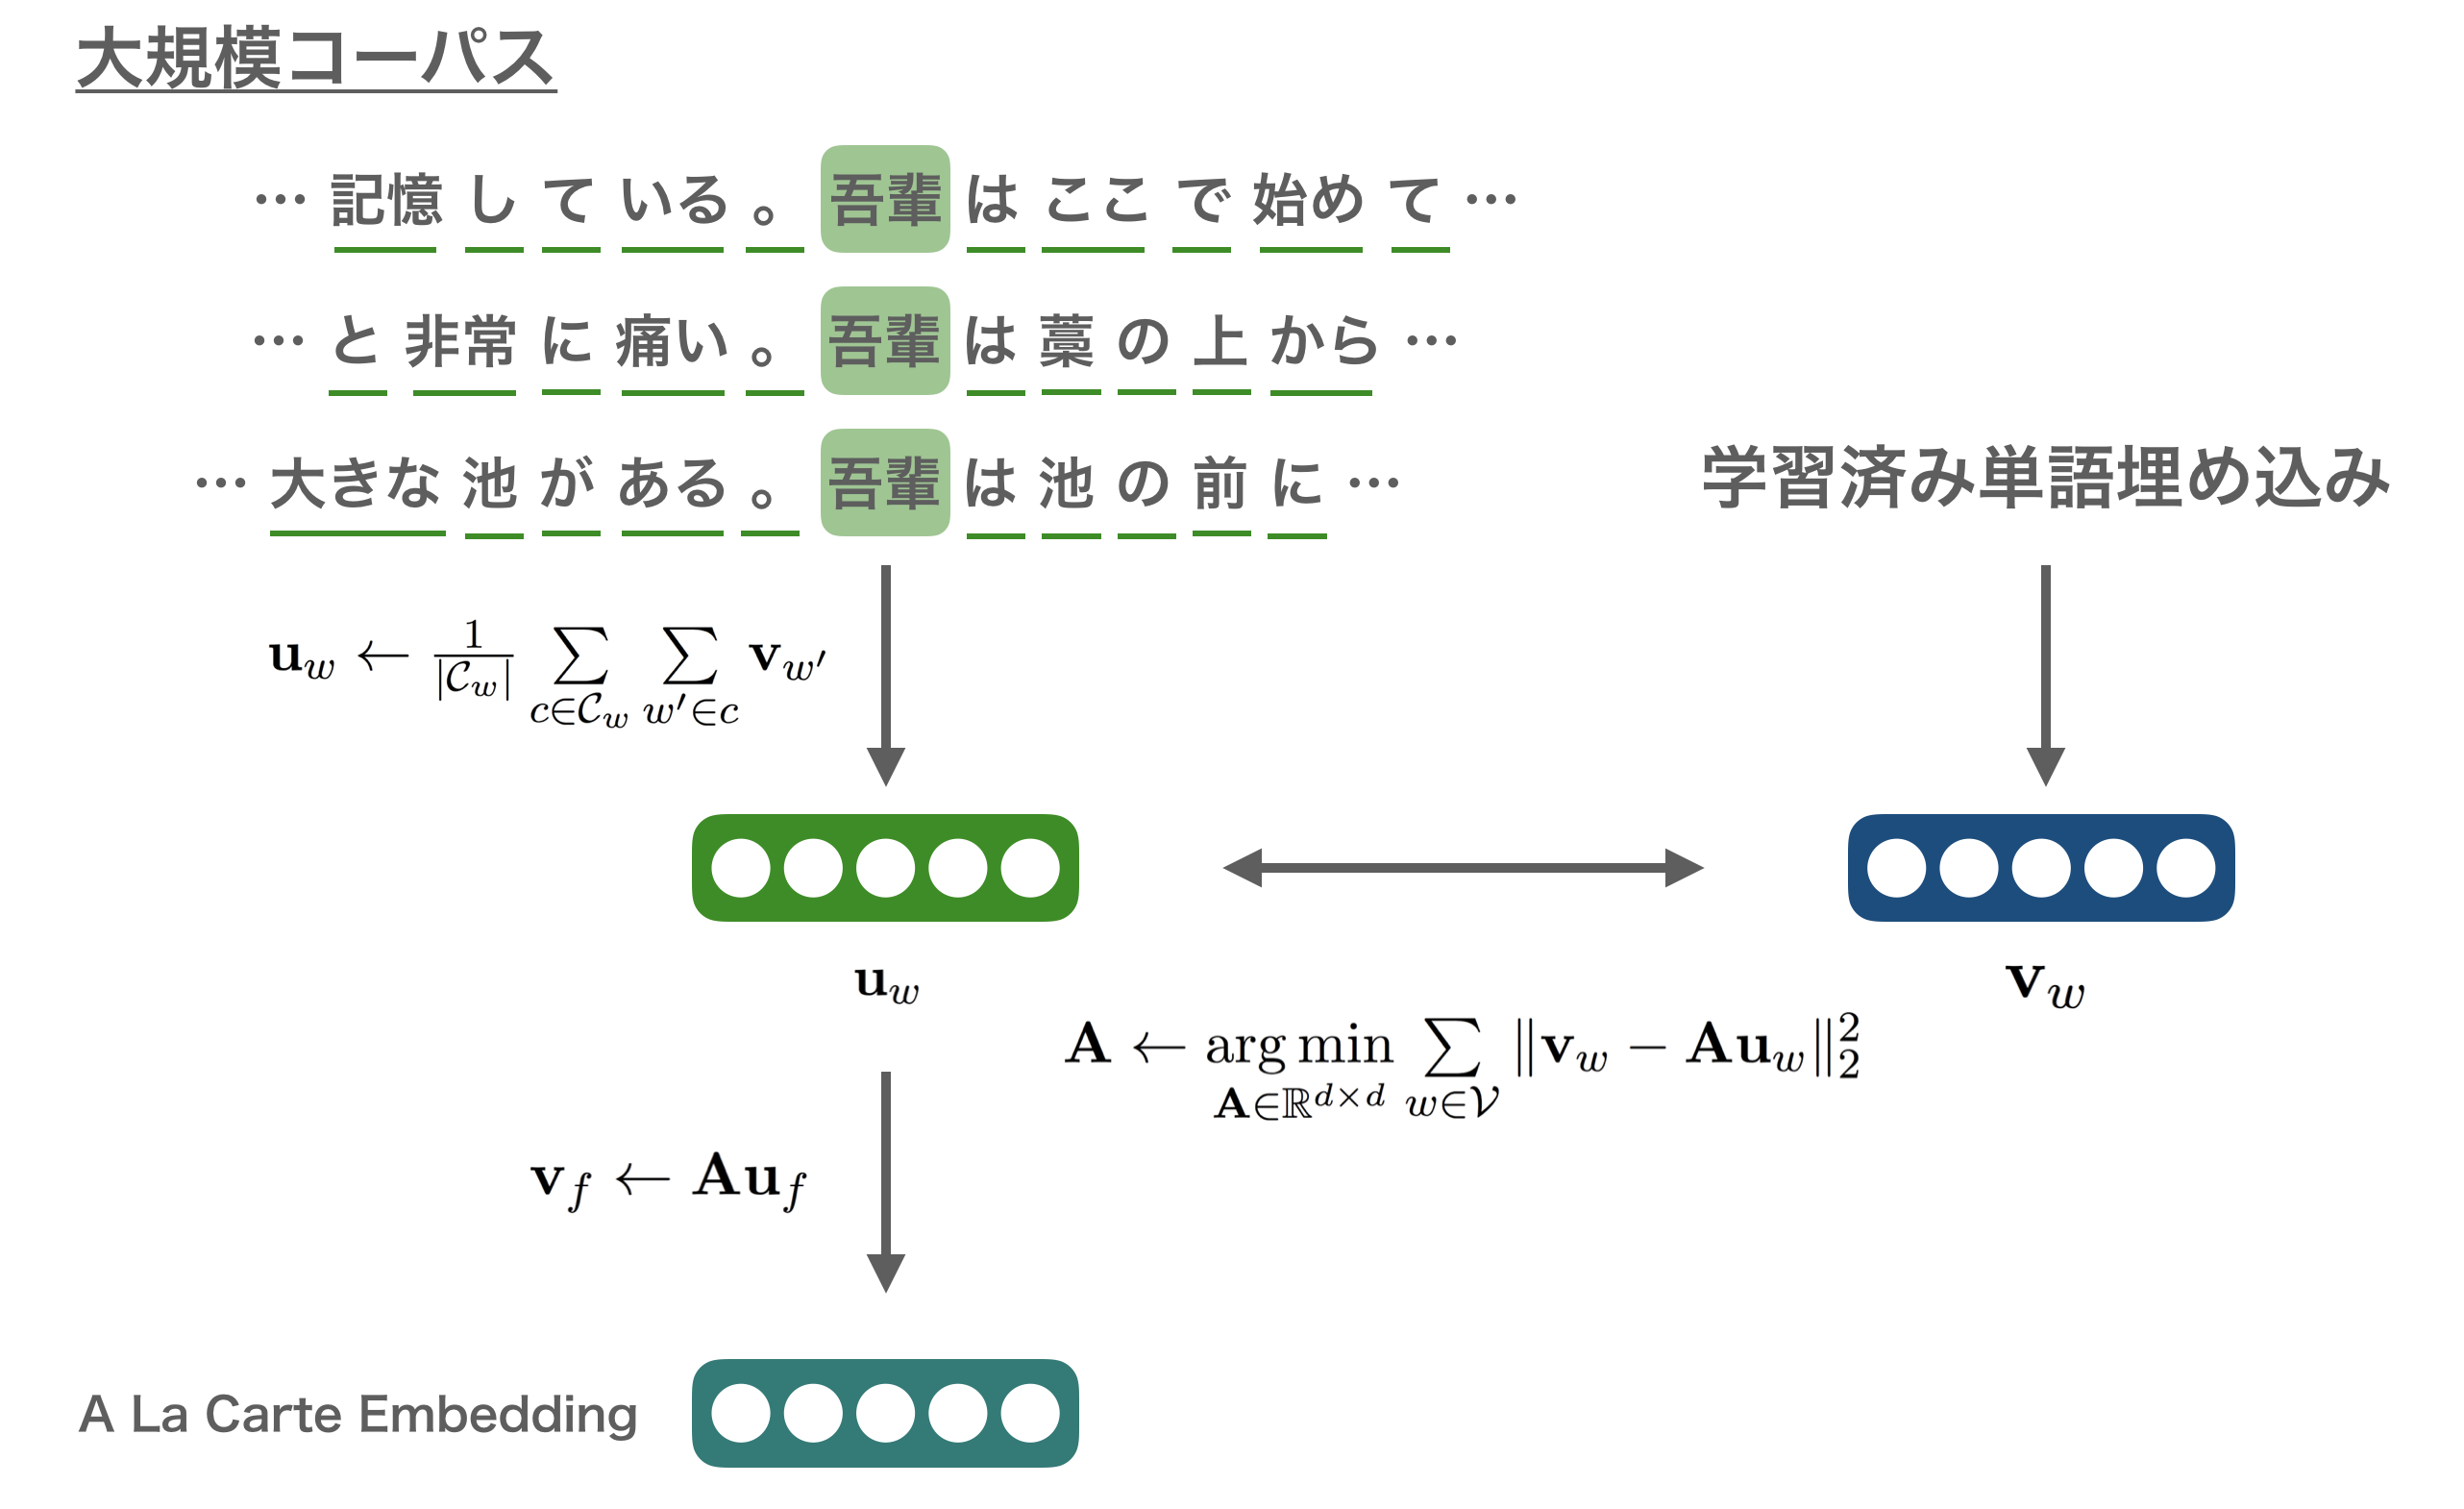 大規模コーパス
… 記憶 し て いる 。 吾輩 は ここ で 始め て …
… と 非常 に 痛い 。 吾輩 は 藁 の 上 から …
… 大きな 池 が ある 。 吾輩 は 池 の 前 に …
学習済み単語埋め込み
$\mathbf{u}_w \leftarrow \frac{1}{|\mathcal{C}_w|} \sum_{c \in \mathcal{C}_w} \sum_{w' \in c} \mathbf{v}_{w'}$
$\mathbf{u}_w$
$\mathbf{v}_w$
$\mathbf{A} \leftarrow \arg\min_{\mathbf{A} \in \mathbb{R}^{d \times d}} \sum_{w \in \mathcal{V}} \|\mathbf{v}_w - \mathbf{A}\mathbf{u}_w\|_2^2$
$\mathbf{v}_f \leftarrow \mathbf{A}\mathbf{u}_f$
A La Carte Embedding